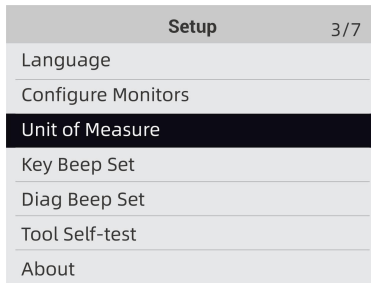 Setup 3/7
Language
Configure Monitors
Unit of Measure
Key Beep Set
Diag Beep Set
Tool Self-test
About